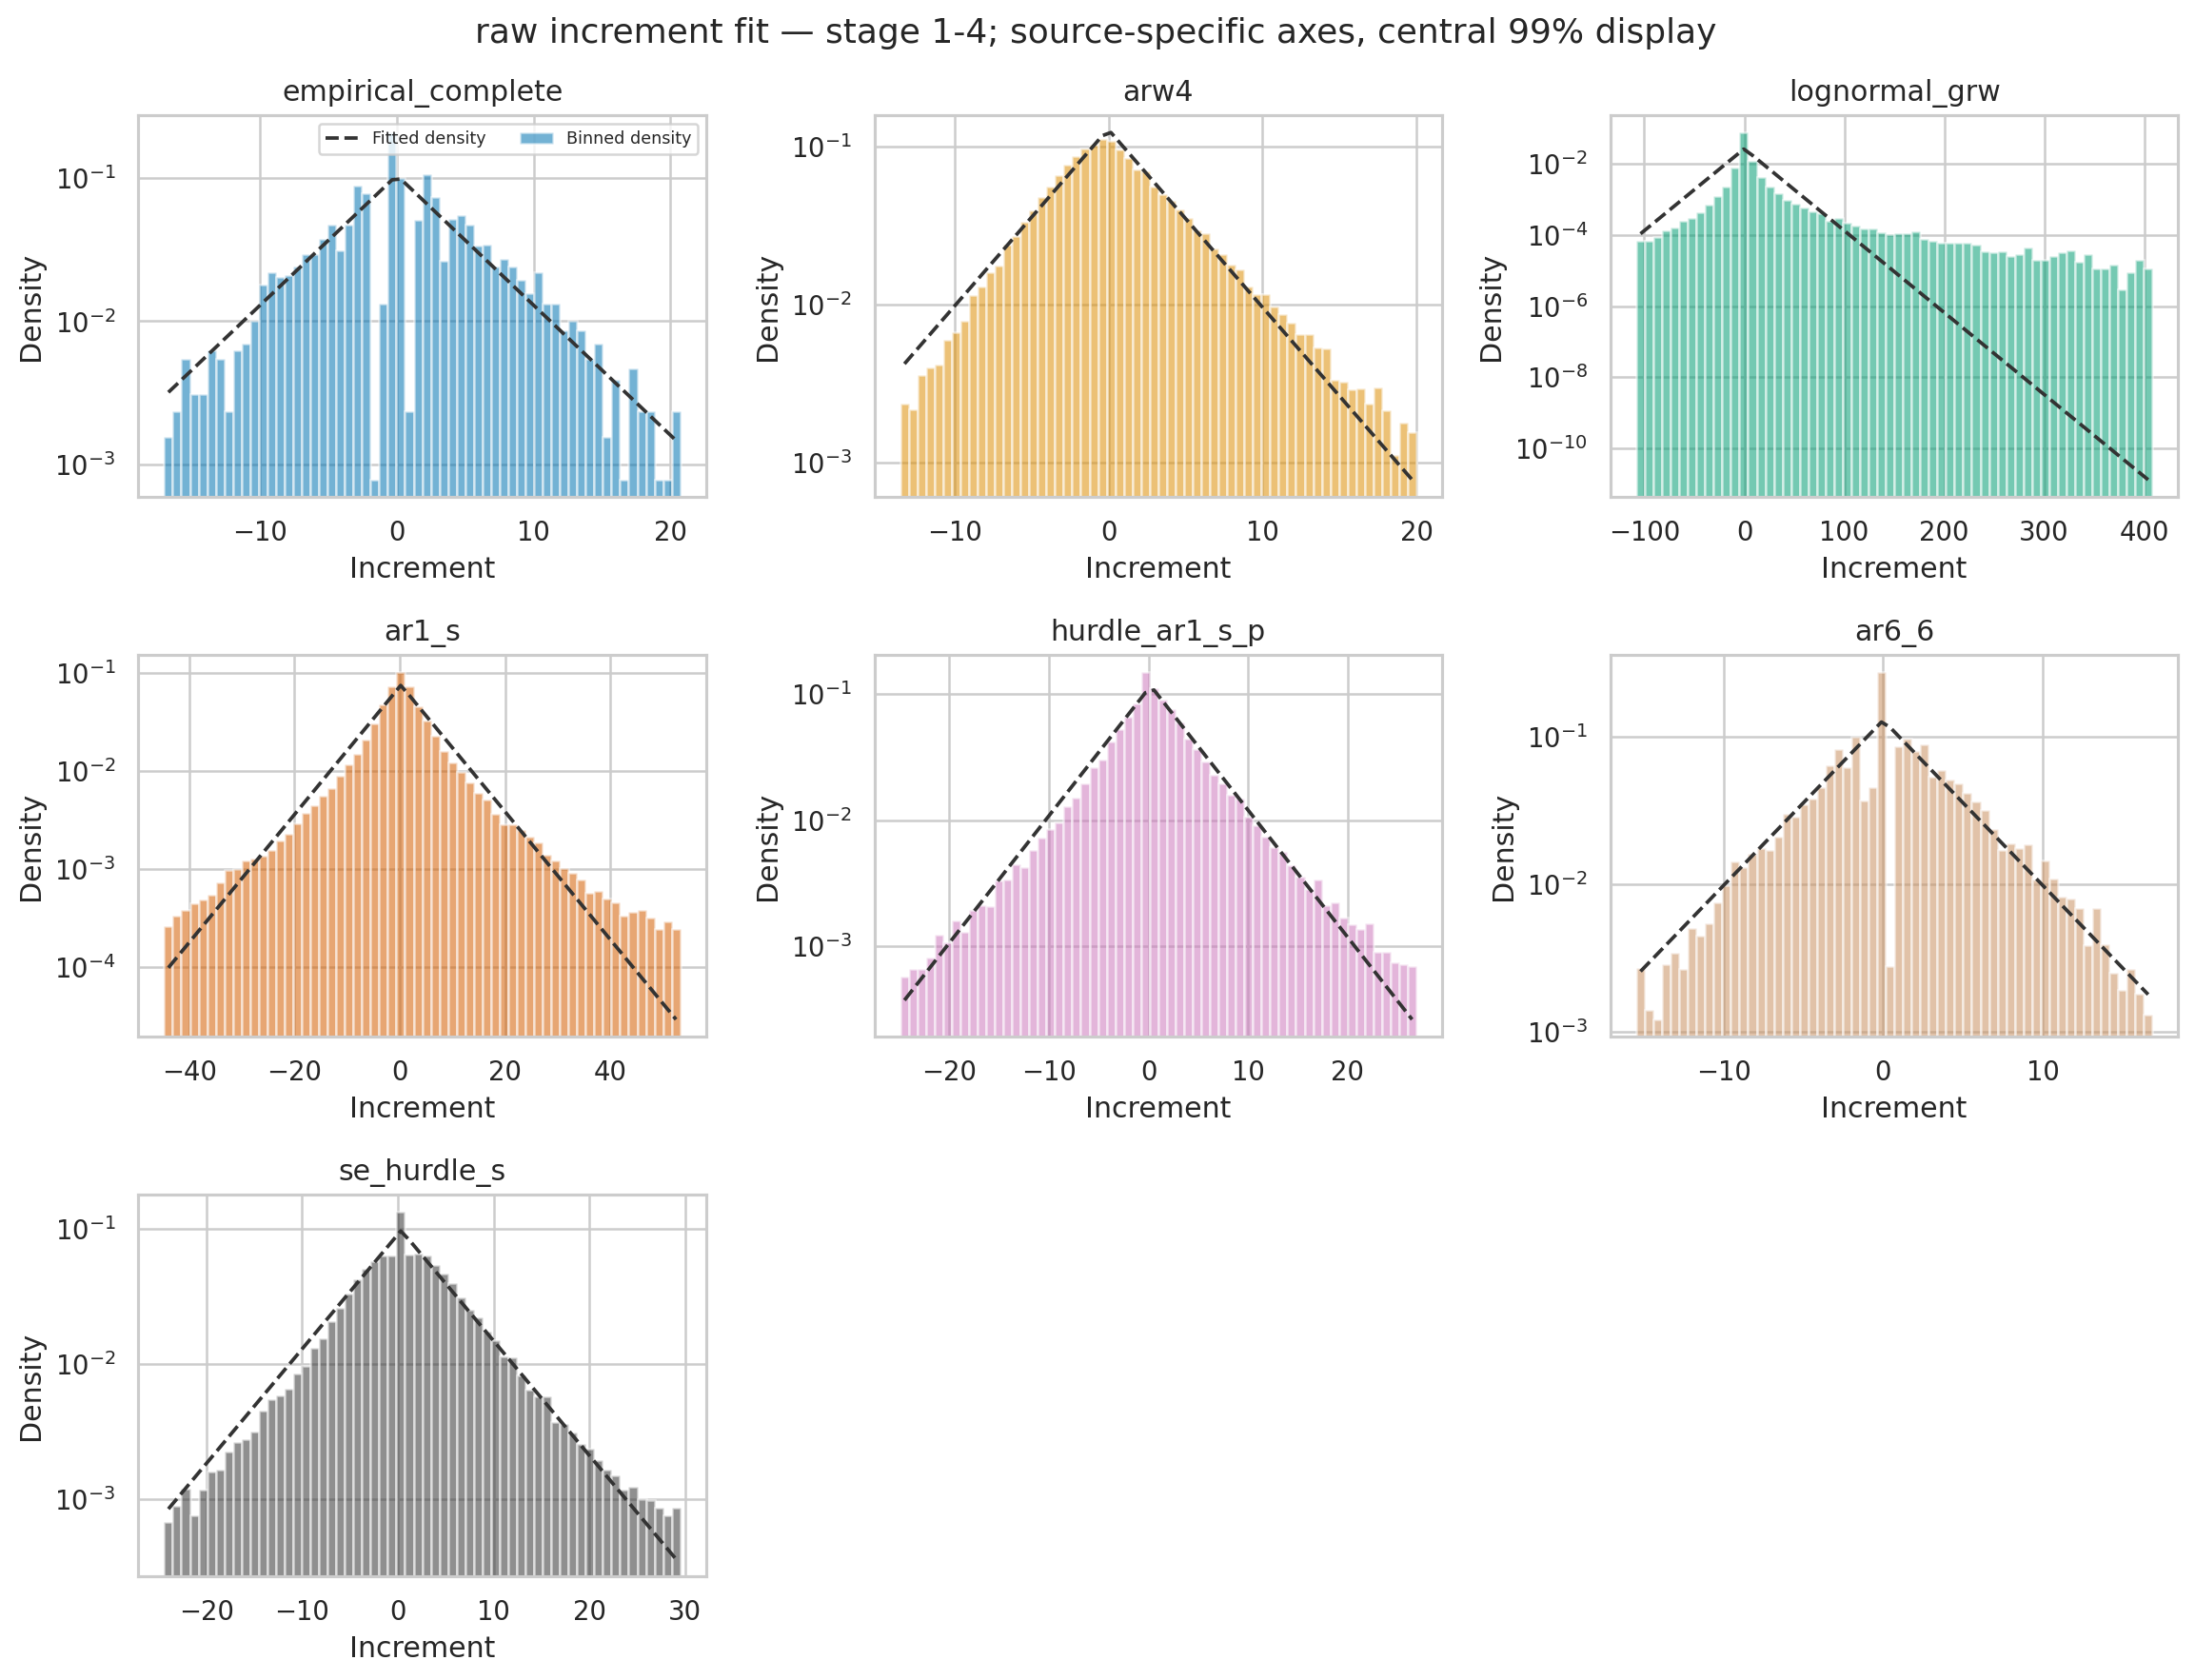 raw increment fit — stage 1-4; source-specific axes, central 99% display
empirical_complete
Fitted density
Binned density
Density
10⁻¹
10⁻²
10⁻³
−10 0 10 20
Increment
arw4
Density
10⁻¹
10⁻²
10⁻³
−10 0 10 20
Increment
lognormal_grw
Density
10⁻²
10⁻⁴
10⁻⁶
10⁻⁸
10⁻¹⁰
−100 0 100 200 300 400
Increment
ar1_s
Density
10⁻¹
10⁻²
10⁻³
10⁻⁴
−40 −20 0 20 40
Increment
hurdle_ar1_s_p
Density
10⁻¹
10⁻²
10⁻³
−20 −10 0 10 20
Increment
ar6_6
Density
10⁻¹
10⁻²
10⁻³
−10 0 10
Increment
se_hurdle_s
Density
10⁻¹
10⁻²
10⁻³
−20 −10 0 10 20 30
Increment